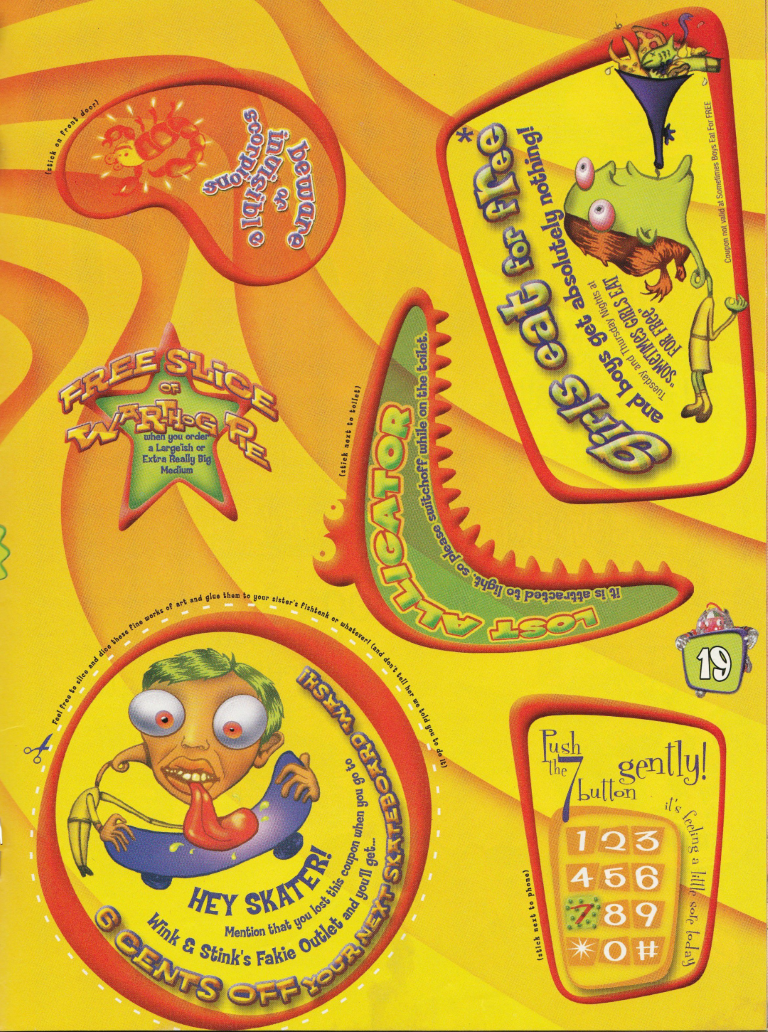 (stick on front door)
beware
of
invisible
scorpions
*girls eat for free*
and boys get absolutely nothing!
Tuesday and Thursday Nights at
"SOMETIMES GIRLS EAT
FOR FREE"
Coupon not valid at Sometimes Boys Eat For FREE
FREE SLiCE
OF
WARTHoG PiE
when you order
a Large'ish or
Extra Really Big
Medium
(stick next to toilet)
LOST ALLIGATOR
it is attracted to light, so please switchoff while on the toilet.
19
Feel free to slice and dice these fine works of art and glue them to your sister's fishtank or whatever! (and don't tell her we told you to do it)
HEY SKATER!
Mention that you lost this coupon when you go to
Wink & Stink's Fakie Outlet and you'll get...
6 CENTS OFF YOUR NEXT SKATEBOARD WASH!!
(stick next to phone)
Push
the
7
button
gently!
it's feeling a little sore today
1 2 3
4 5 6
7 8 9
* 0 #